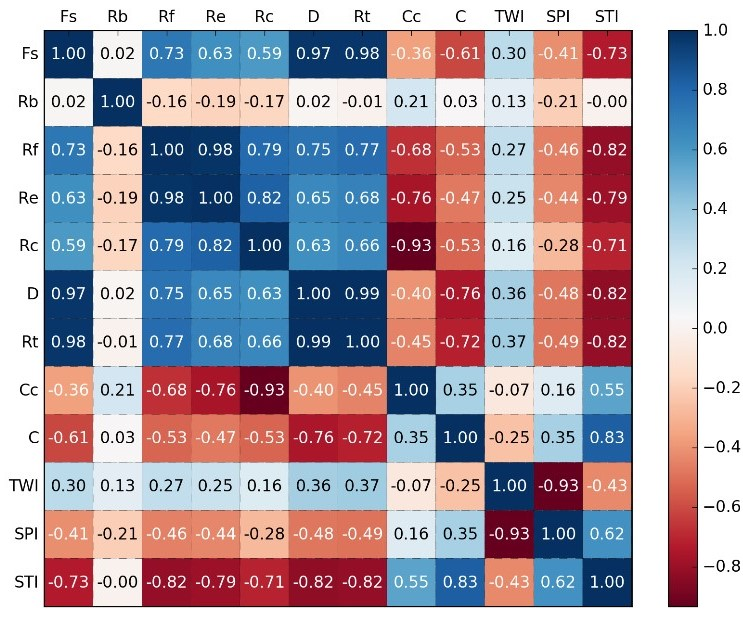 Fs Rb Rf Re Rc D Rt Cc C TWI SPI STI
Fs 1.00 0.02 0.73 0.63 0.59 0.97 0.98 -0.36 -0.61 0.30 -0.41 -0.73
Rb 0.02 1.00 -0.16 -0.19 -0.17 0.02 -0.01 0.21 0.03 0.13 -0.21 -0.00
Rf 0.73 -0.16 1.00 0.98 0.79 0.75 0.77 -0.68 -0.53 0.27 -0.46 -0.82
Re 0.63 -0.19 0.98 1.00 0.82 0.65 0.68 -0.76 -0.47 0.25 -0.44 -0.79
Rc 0.59 -0.17 0.79 0.82 1.00 0.63 0.66 -0.93 -0.53 0.16 -0.28 -0.71
D 0.97 0.02 0.75 0.65 0.63 1.00 0.99 -0.40 -0.76 0.36 -0.48 -0.82
Rt 0.98 -0.01 0.77 0.68 0.66 0.99 1.00 -0.45 -0.72 0.37 -0.49 -0.82
Cc -0.36 0.21 -0.68 -0.76 -0.93 -0.40 -0.45 1.00 0.35 -0.07 0.16 0.55
C -0.61 0.03 -0.53 -0.47 -0.53 -0.76 -0.72 0.35 1.00 -0.25 0.35 0.83
TWI 0.30 0.13 0.27 0.25 0.16 0.36 0.37 -0.07 -0.25 1.00 -0.93 -0.43
SPI -0.41 -0.21 -0.46 -0.44 -0.28 -0.48 -0.49 0.16 0.35 -0.93 1.00 0.62
STI -0.73 -0.00 -0.82 -0.79 -0.71 -0.82 -0.82 0.55 0.83 -0.43 0.62 1.00
1.0
0.8
0.6
0.4
0.2
0.0
−0.2
−0.4
−0.6
−0.8